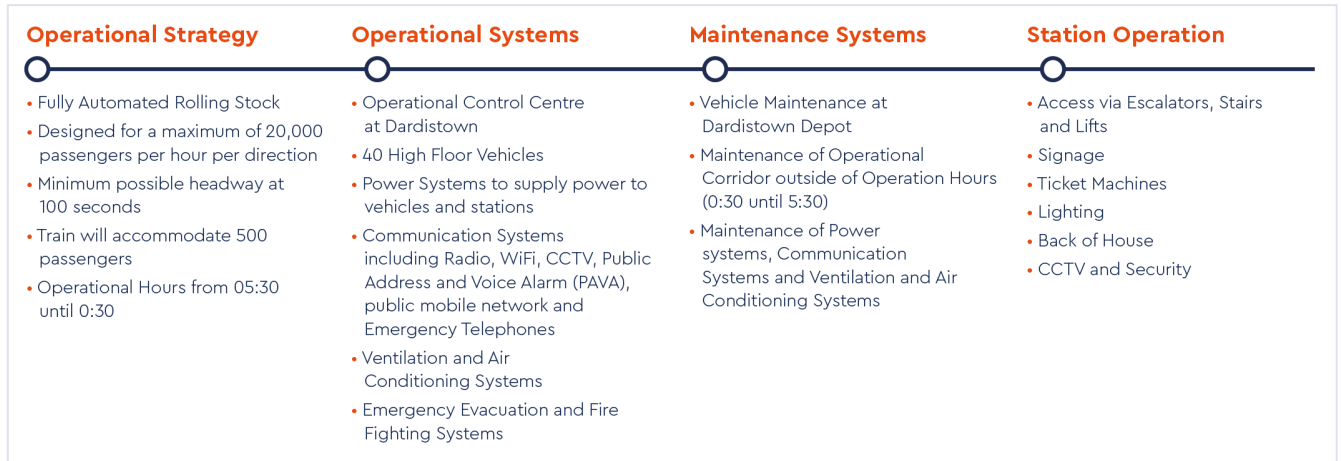 Operational Strategy
• Fully Automated Rolling Stock
• Designed for a maximum of 20,000
passengers per hour per direction
• Minimum possible headway at
100 seconds
• Train will accommodate 500
passengers
• Operational Hours from 05:30
until 0:30
Operational Systems
• Operational Control Centre
at Dardistown
• 40 High Floor Vehicles
• Power Systems to supply power to
vehicles and stations
• Communication Systems
including Radio, WiFi, CCTV, Public
Address and Voice Alarm (PAVA),
public mobile network and
Emergency Telephones
• Ventilation and Air
Conditioning Systems
• Emergency Evacuation and Fire
Fighting Systems
Maintenance Systems
• Vehicle Maintenance at
Dardistown Depot
• Maintenance of Operational
Corridor outside of Operation Hours
(0:30 until 5:30)
• Maintenance of Power
systems, Communication
Systems and Ventilation and Air
Conditioning Systems
Station Operation
• Access via Escalators, Stairs
and Lifts
• Signage
• Ticket Machines
• Lighting
• Back of House
• CCTV and Security